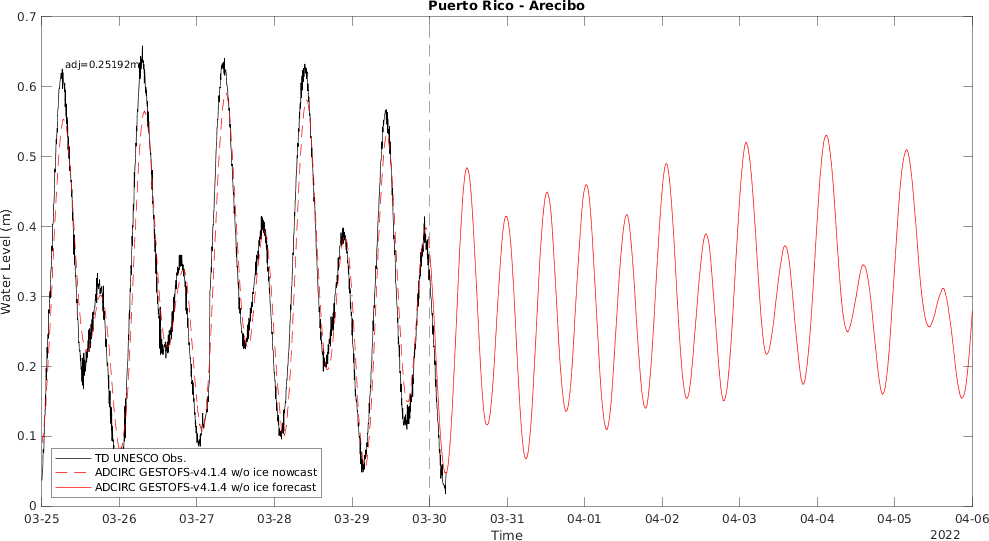 Puerto Rico - Arecibo
0.7
0.6
0.5
0.4
0.3
0.2
0.1
0
Water Level (m)
adj=0.25192m
TD UNESCO Obs.
ADCIRC GESTOFS-v4.1.4 w/o ice nowcast
ADCIRC GESTOFS-v4.1.4 w/o ice forecast
03-25 03-26 03-27 03-28 03-29 03-30 03-31 04-01 04-02 04-03 04-04 04-05 04-06
Time
2022